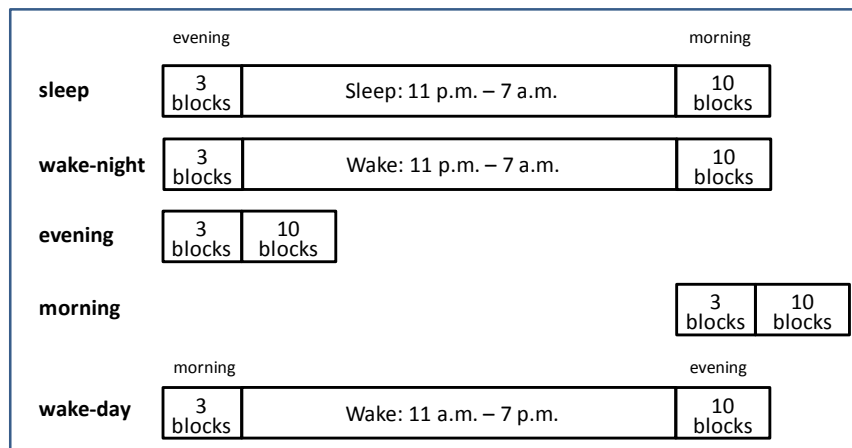 evening morning
sleep 3 blocks Sleep: 11 p.m. – 7 a.m. 10 blocks
wake-night 3 blocks Wake: 11 p.m. – 7 a.m. 10 blocks
evening 3 blocks 10 blocks
morning 3 blocks 10 blocks
morning evening
wake-day 3 blocks Wake: 11 a.m. – 7 p.m. 10 blocks